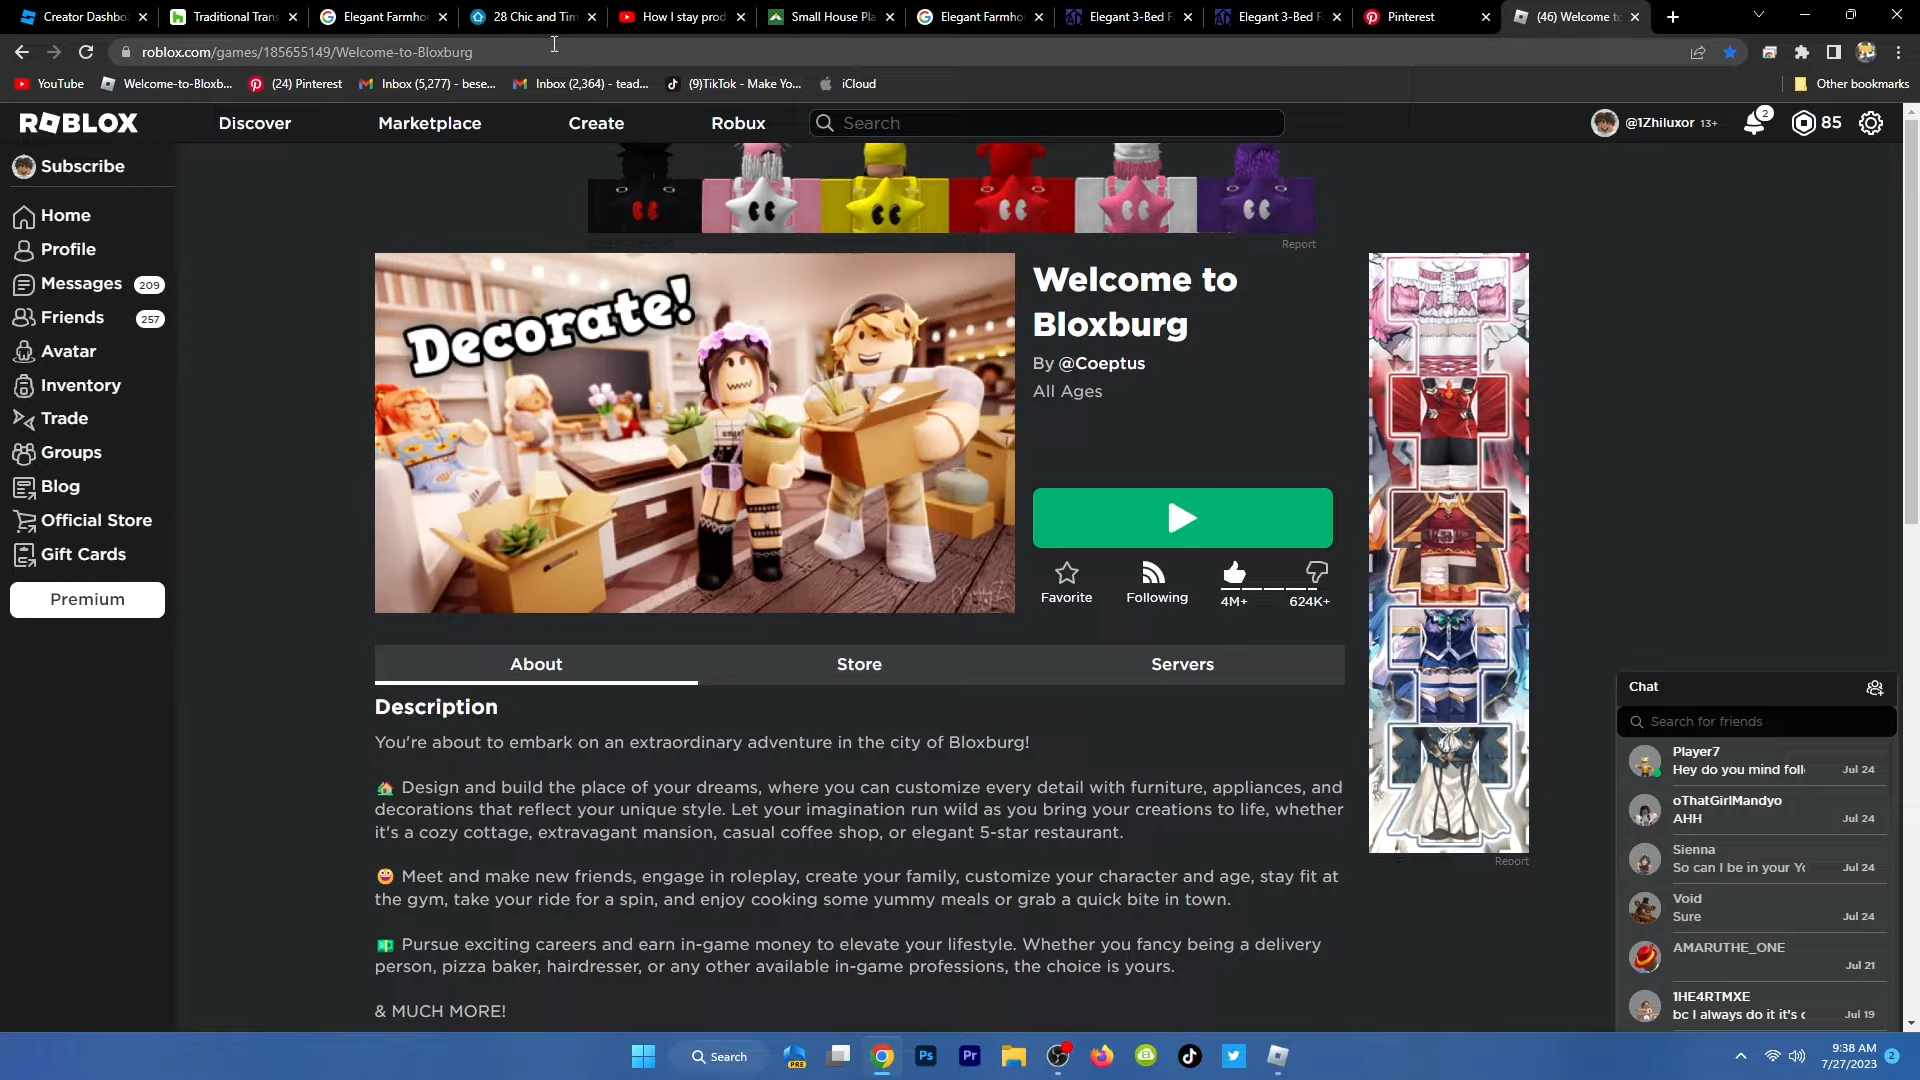 Creator Dashbo
Traditional Trans
Elegant Farmho
28 Chic and Tim
How I stay prod
Small House Pla
Elegant Farmho
Elegant 3-Bed F
Elegant 3-Bed F
Pinterest
(46) Welcome to
roblox.com/games/185655149/Welcome-to-Bloxburg
YouTube
Welcome-to-Bloxb...
(24) Pinterest
Inbox (5,277) - bese...
Inbox (2,364) - tead...
(9)TikTok - Make Yo...
iCloud
Other bookmarks
ROBLOX
Discover
Marketplace
Create
Robux
Search
@1Zhiluxor 13+
2
85
Subscribe
Home
Profile
Messages 209
Friends 257
Avatar
Inventory
Trade
Groups
Blog
Official Store
Gift Cards
Premium
Report
Decorate!
Welcome to
Bloxburg
By @Coeptus
All Ages
Favorite
Following
4M+
624K+
Report
About
Store
Servers
Description
You're about to embark on an extraordinary adventure in the city of Bloxburg!
🏠 Design and build the place of your dreams, where you can customize every detail with furniture, appliances, and
decorations that reflect your unique style. Let your imagination run wild as you bring your creations to life, whether
it's a cozy cottage, extravagant mansion, casual coffee shop, or elegant 5-star restaurant.
😃 Meet and make new friends, engage in roleplay, create your family, customize your character and age, stay fit at
the gym, take your ride for a spin, and enjoy cooking some yummy meals or grab a quick bite in town.
💵 Pursue exciting careers and earn in-game money to elevate your lifestyle. Whether you fancy being a delivery
person, pizza baker, hairdresser, or any other available in-game professions, the choice is yours.
& MUCH MORE!
Chat
Search for friends
Player7
Hey do you mind foll
Jul 24
oThatGirlMandyo
AHH
Jul 24
Sienna
So can I be in your Yo
Jul 24
Void
Sure
Jul 24
AMARUTHE_ONE
Jul 21
1HE4RTMXE
bc I always do it it's c
Jul 19
Search
PRE
Ps
Pr
9:38 AM
7/27/2023
2